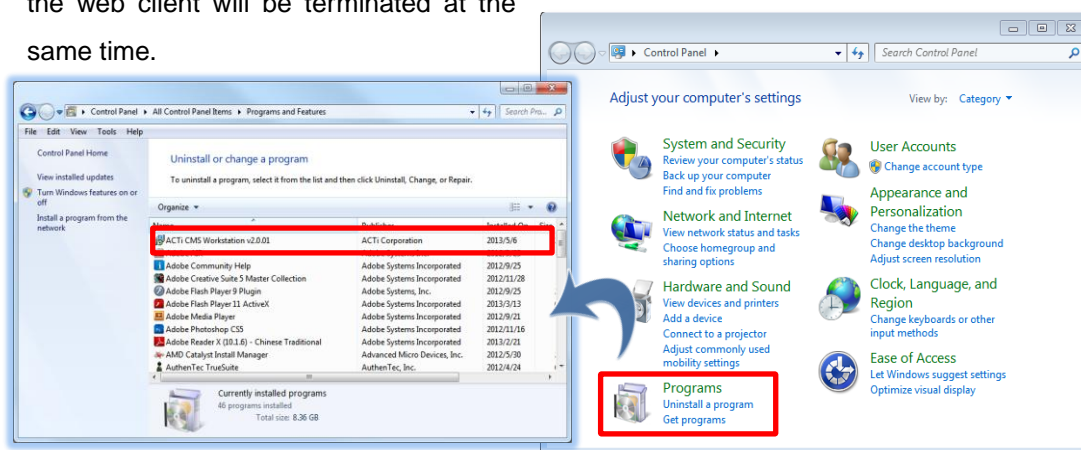 the web client will be terminated at the
same time.
Control Panel
Search Control Panel
Adjust your computer's settings
View by: Category
System and Security
Review your computer's status
Back up your computer
Find and fix problems
Network and Internet
View network status and tasks
Choose homegroup and
sharing options
Hardware and Sound
View devices and printers
Add a device
Connect to a projector
Adjust commonly used
mobility settings
Programs
Uninstall a program
Get programs
User Accounts
Change account type
Appearance and
Personalization
Change the theme
Change desktop background
Adjust screen resolution
Clock, Language, and
Region
Change keyboards or other
input methods
Ease of Access
Let Windows suggest settings
Optimize visual display
Control Panel All Control Panel Items Programs and Features
Search Pro...
File Edit View Tools Help
Control Panel Home
View installed updates
Turn Windows features on or
off
Install a program from the
network
Uninstall or change a program
To uninstall a program, select it from the list and then click Uninstall, Change, or Repair.
Organize
ACTi CMS Workstation v2.0.01 ACTi Corporation 2013/5/6
Adobe Community Help Adobe Systems Incorporated 2012/9/25
Adobe Creative Suite 5 Master Collection Adobe Systems Incorporated 2012/11/28
Adobe Flash Player 9 Plugin Adobe Systems, Inc. 2012/9/25
Adobe Flash Player 11 ActiveX Adobe Systems Incorporated 2013/3/13
Adobe Media Player Adobe Systems Incorporated 2012/9/21
Adobe Photoshop CS5 Adobe Systems Incorporated 2012/11/16
Adobe Reader X (10.1.6) - Chinese Traditional Adobe Systems Incorporated 2013/2/21
AMD Catalyst Install Manager Advanced Micro Devices, Inc. 2012/5/30
AuthenTec TrueSuite AuthenTec, Inc. 2012/4/24
Currently installed programs
46 programs installed
Total size: 8.36 GB